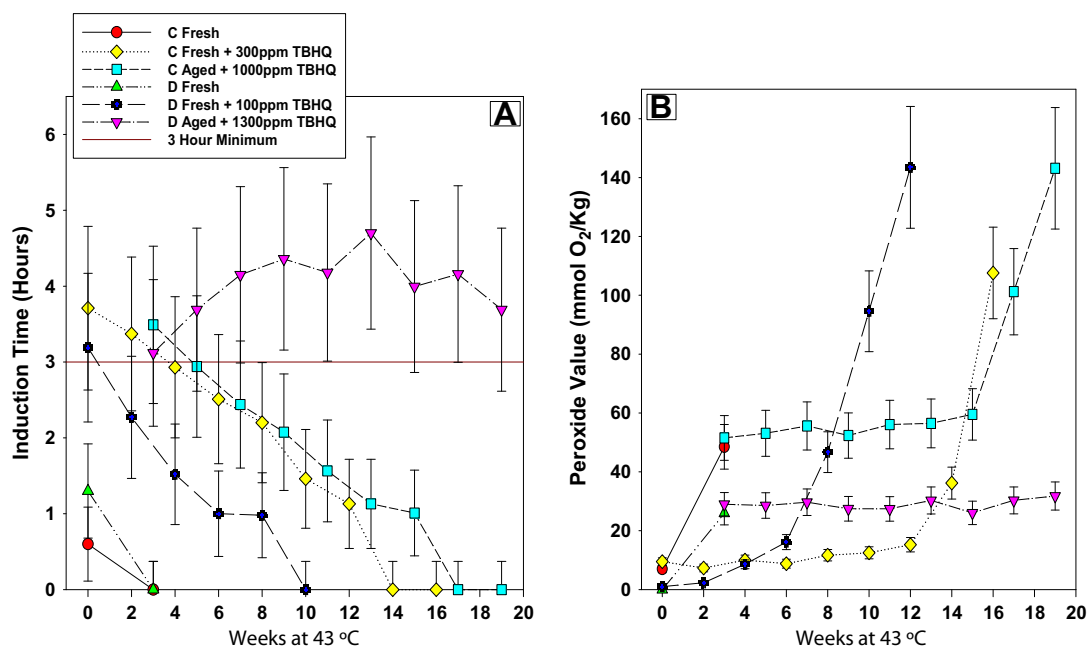 C Fresh
C Fresh + 300ppm TBHQ
C Aged + 1000ppm TBHQ
D Fresh
D Fresh + 100ppm TBHQ
D Aged + 1300ppm TBHQ
3 Hour Minimum
A
Induction Time (Hours)
6
5
4
3
2
1
0
0 2 4 6 8 10 12 14 16 18 20
Weeks at 43 ºC
B
Peroxide Value (mmol O2/Kg)
160
140
120
100
80
60
40
20
0
0 2 4 6 8 10 12 14 16 18 20
Weeks at 43 ºC